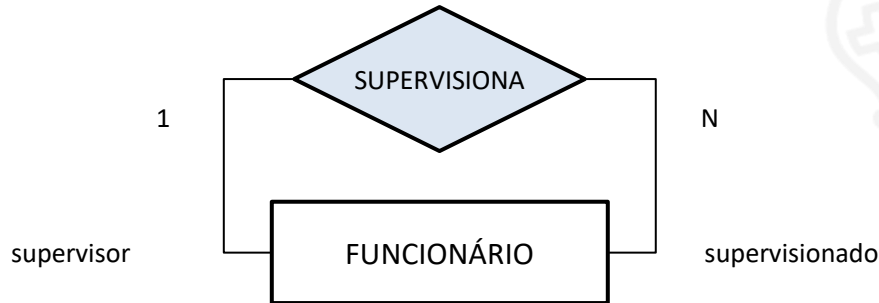 SUPERVISIONA
1
N
supervisor
FUNCIONÁRIO
supervisionado